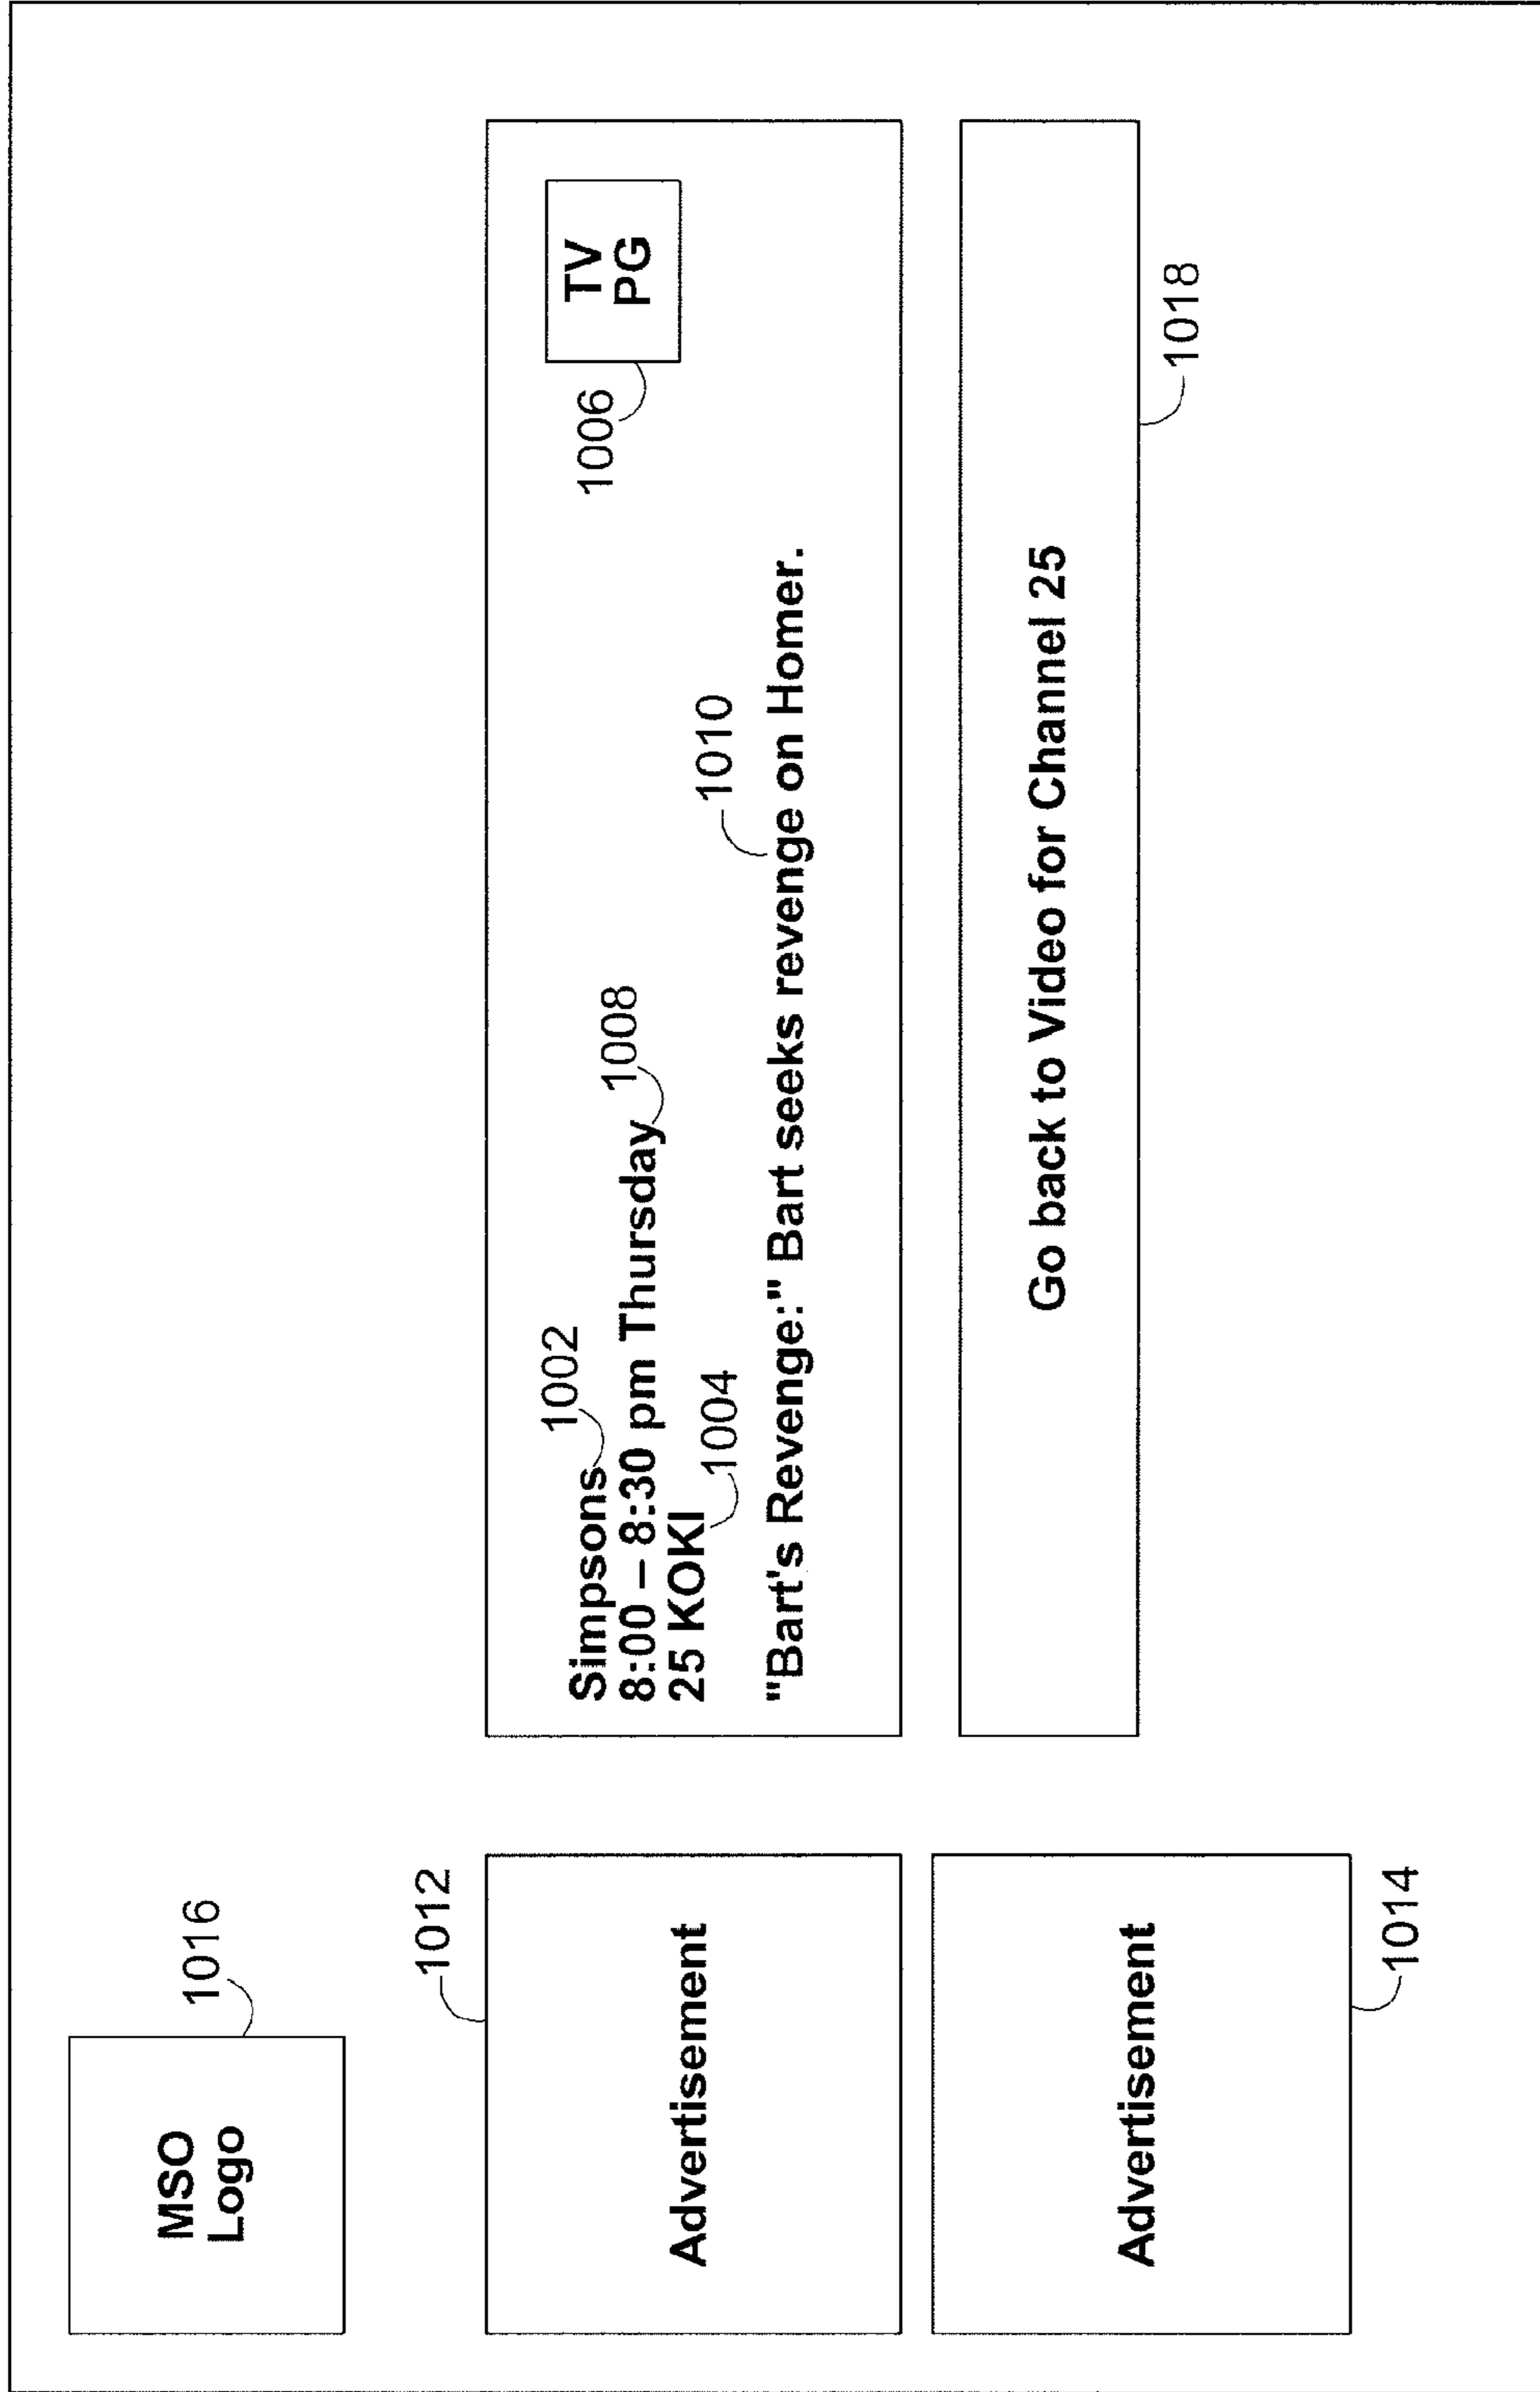 MSO
Logo
1016
1012
Advertisement
Advertisement
1014
Simpsons
1002
8:00 – 8:30 pm Thursday
1008
25 KOKI
1004
TV
PG
1006
1010
"Bart's Revenge:" Bart seeks revenge on Homer.
Go back to Video for Channel 25
1018